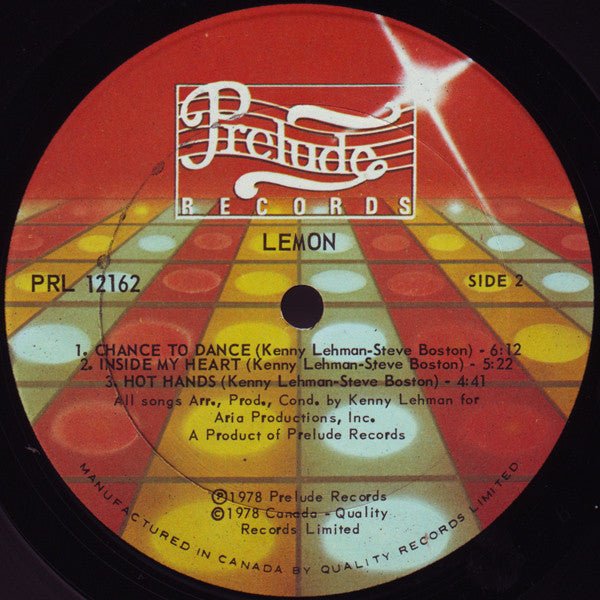 Prelude
RECORDS
LEMON
PRL 12162
SIDE 2
1. CHANCE TO DANCE (Kenny Lehman-Steve Boston) - 6:12
2. INSIDE MY HEART (Kenny Lehman-Steve Boston) - 5:22
3. HOT HANDS (Kenny Lehman-Steve Boston) - 4:41
All songs Arr., Prod., Cond. by Kenny Lehman for
Aria Productions, Inc.
A Product of Prelude Records
℗1978 Prelude Records
©1978 Canada - Quality
Records Limited
MANUFACTURED IN CANADA BY QUALITY RECORDS LIMITED